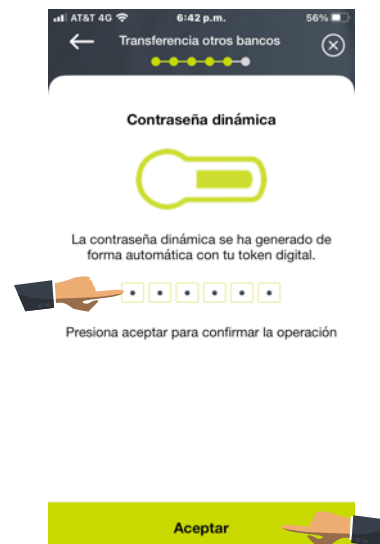 AT&T 4G 6:42 p.m. 56%
Transferencia otros bancos
Contraseña dinámica
La contraseña dinámica se ha generado de
forma automática con tu token digital.
Presiona aceptar para confirmar la operación
Aceptar